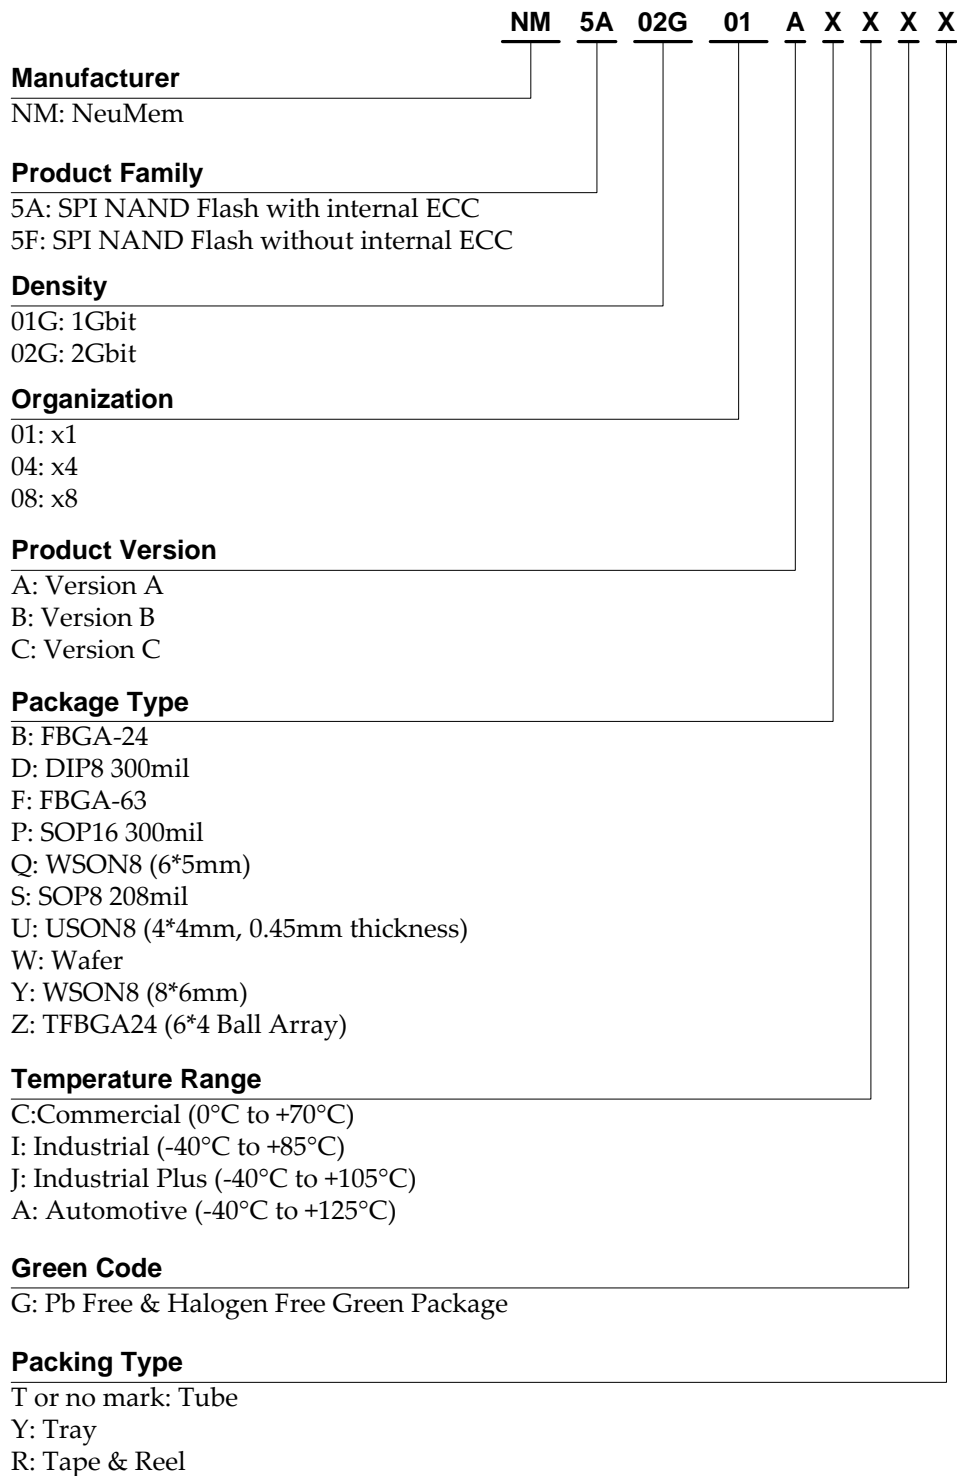 NM 5A 02G 01 A X X X X
Manufacturer
NM: NeuMem
Product Family
5A: SPI NAND Flash with internal ECC
5F: SPI NAND Flash without internal ECC
Density
01G: 1Gbit
02G: 2Gbit
Organization
01: x1
04: x4
08: x8
Product Version
A: Version A
B: Version B
C: Version C
Package Type
B: FBGA-24
D: DIP8 300mil
F: FBGA-63
P: SOP16 300mil
Q: WSON8 (6*5mm)
S: SOP8 208mil
U: USON8 (4*4mm, 0.45mm thickness)
W: Wafer
Y: WSON8 (8*6mm)
Z: TFBGA24 (6*4 Ball Array)
Temperature Range
C:Commercial (0°C to +70°C)
I: Industrial (-40°C to +85°C)
J: Industrial Plus (-40°C to +105°C)
A: Automotive (-40°C to +125°C)
Green Code
G: Pb Free & Halogen Free Green Package
Packing Type
T or no mark: Tube
Y: Tray
R: Tape & Reel